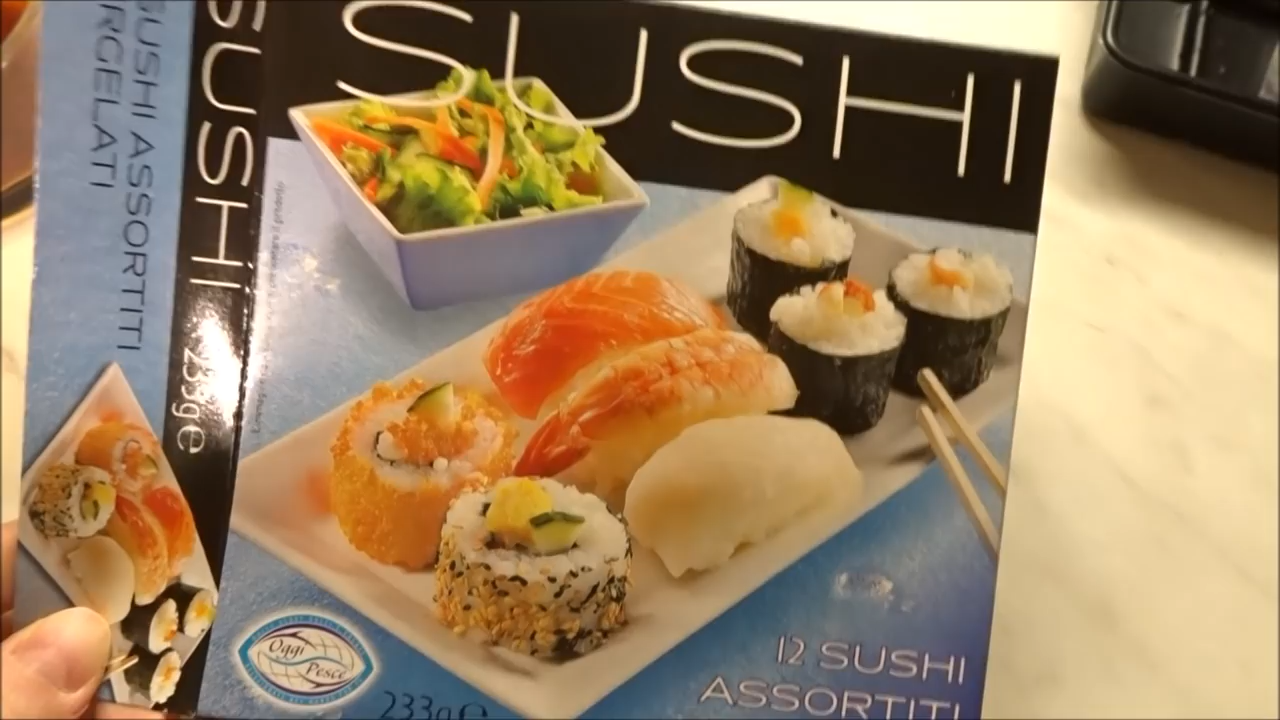 SUSHI ASSORTITI
RGELATI
SUSHI 233g e
SUSHI
Oggi
Pesce
233g e
12 SUSHI
ASSORTITI